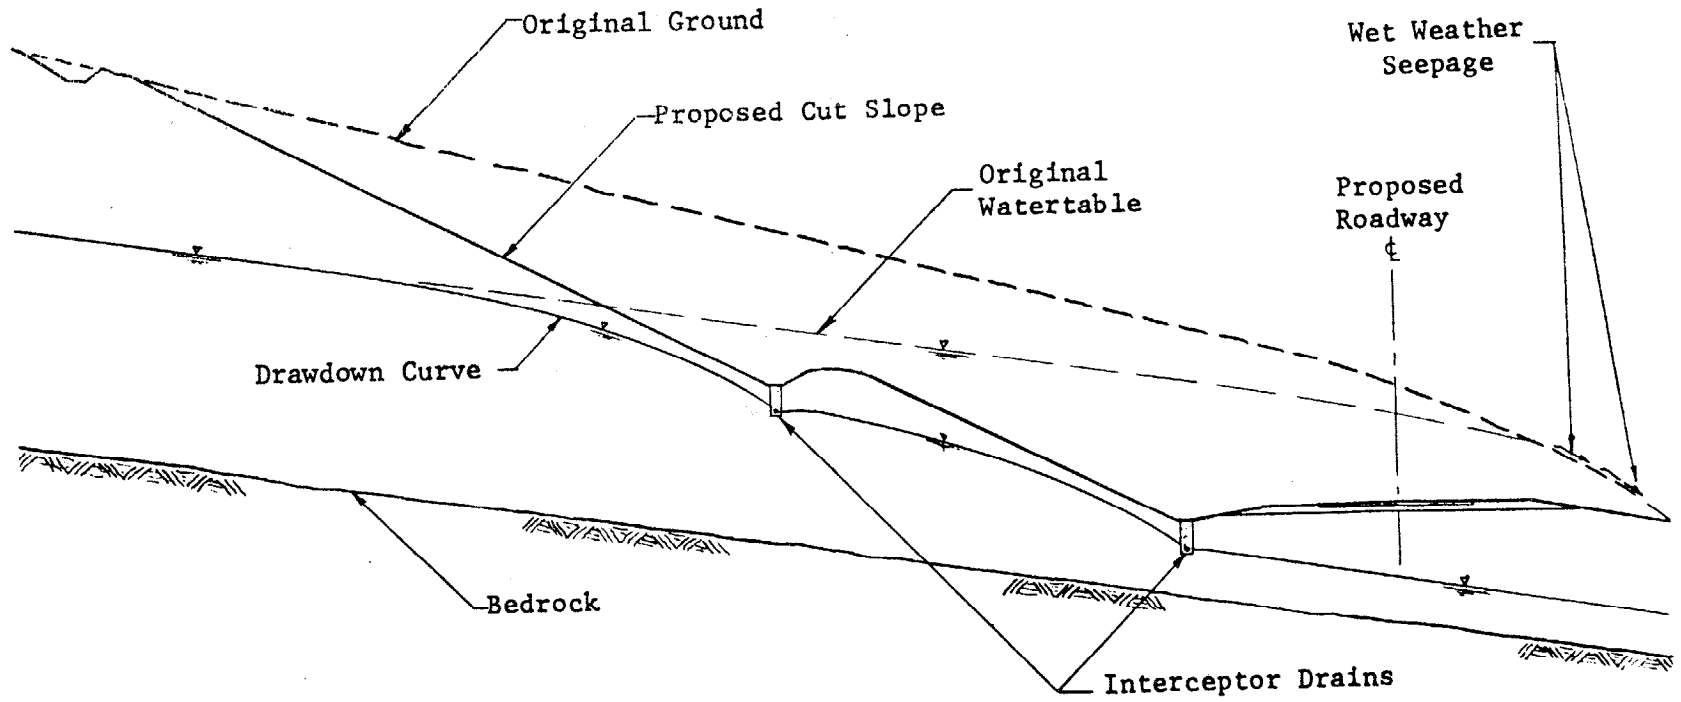 Original Ground
Wet Weather
Seepage
Proposed Cut Slope
Original
Watertable
Proposed
Roadway
℄
Drawdown Curve
Bedrock
Interceptor Drains